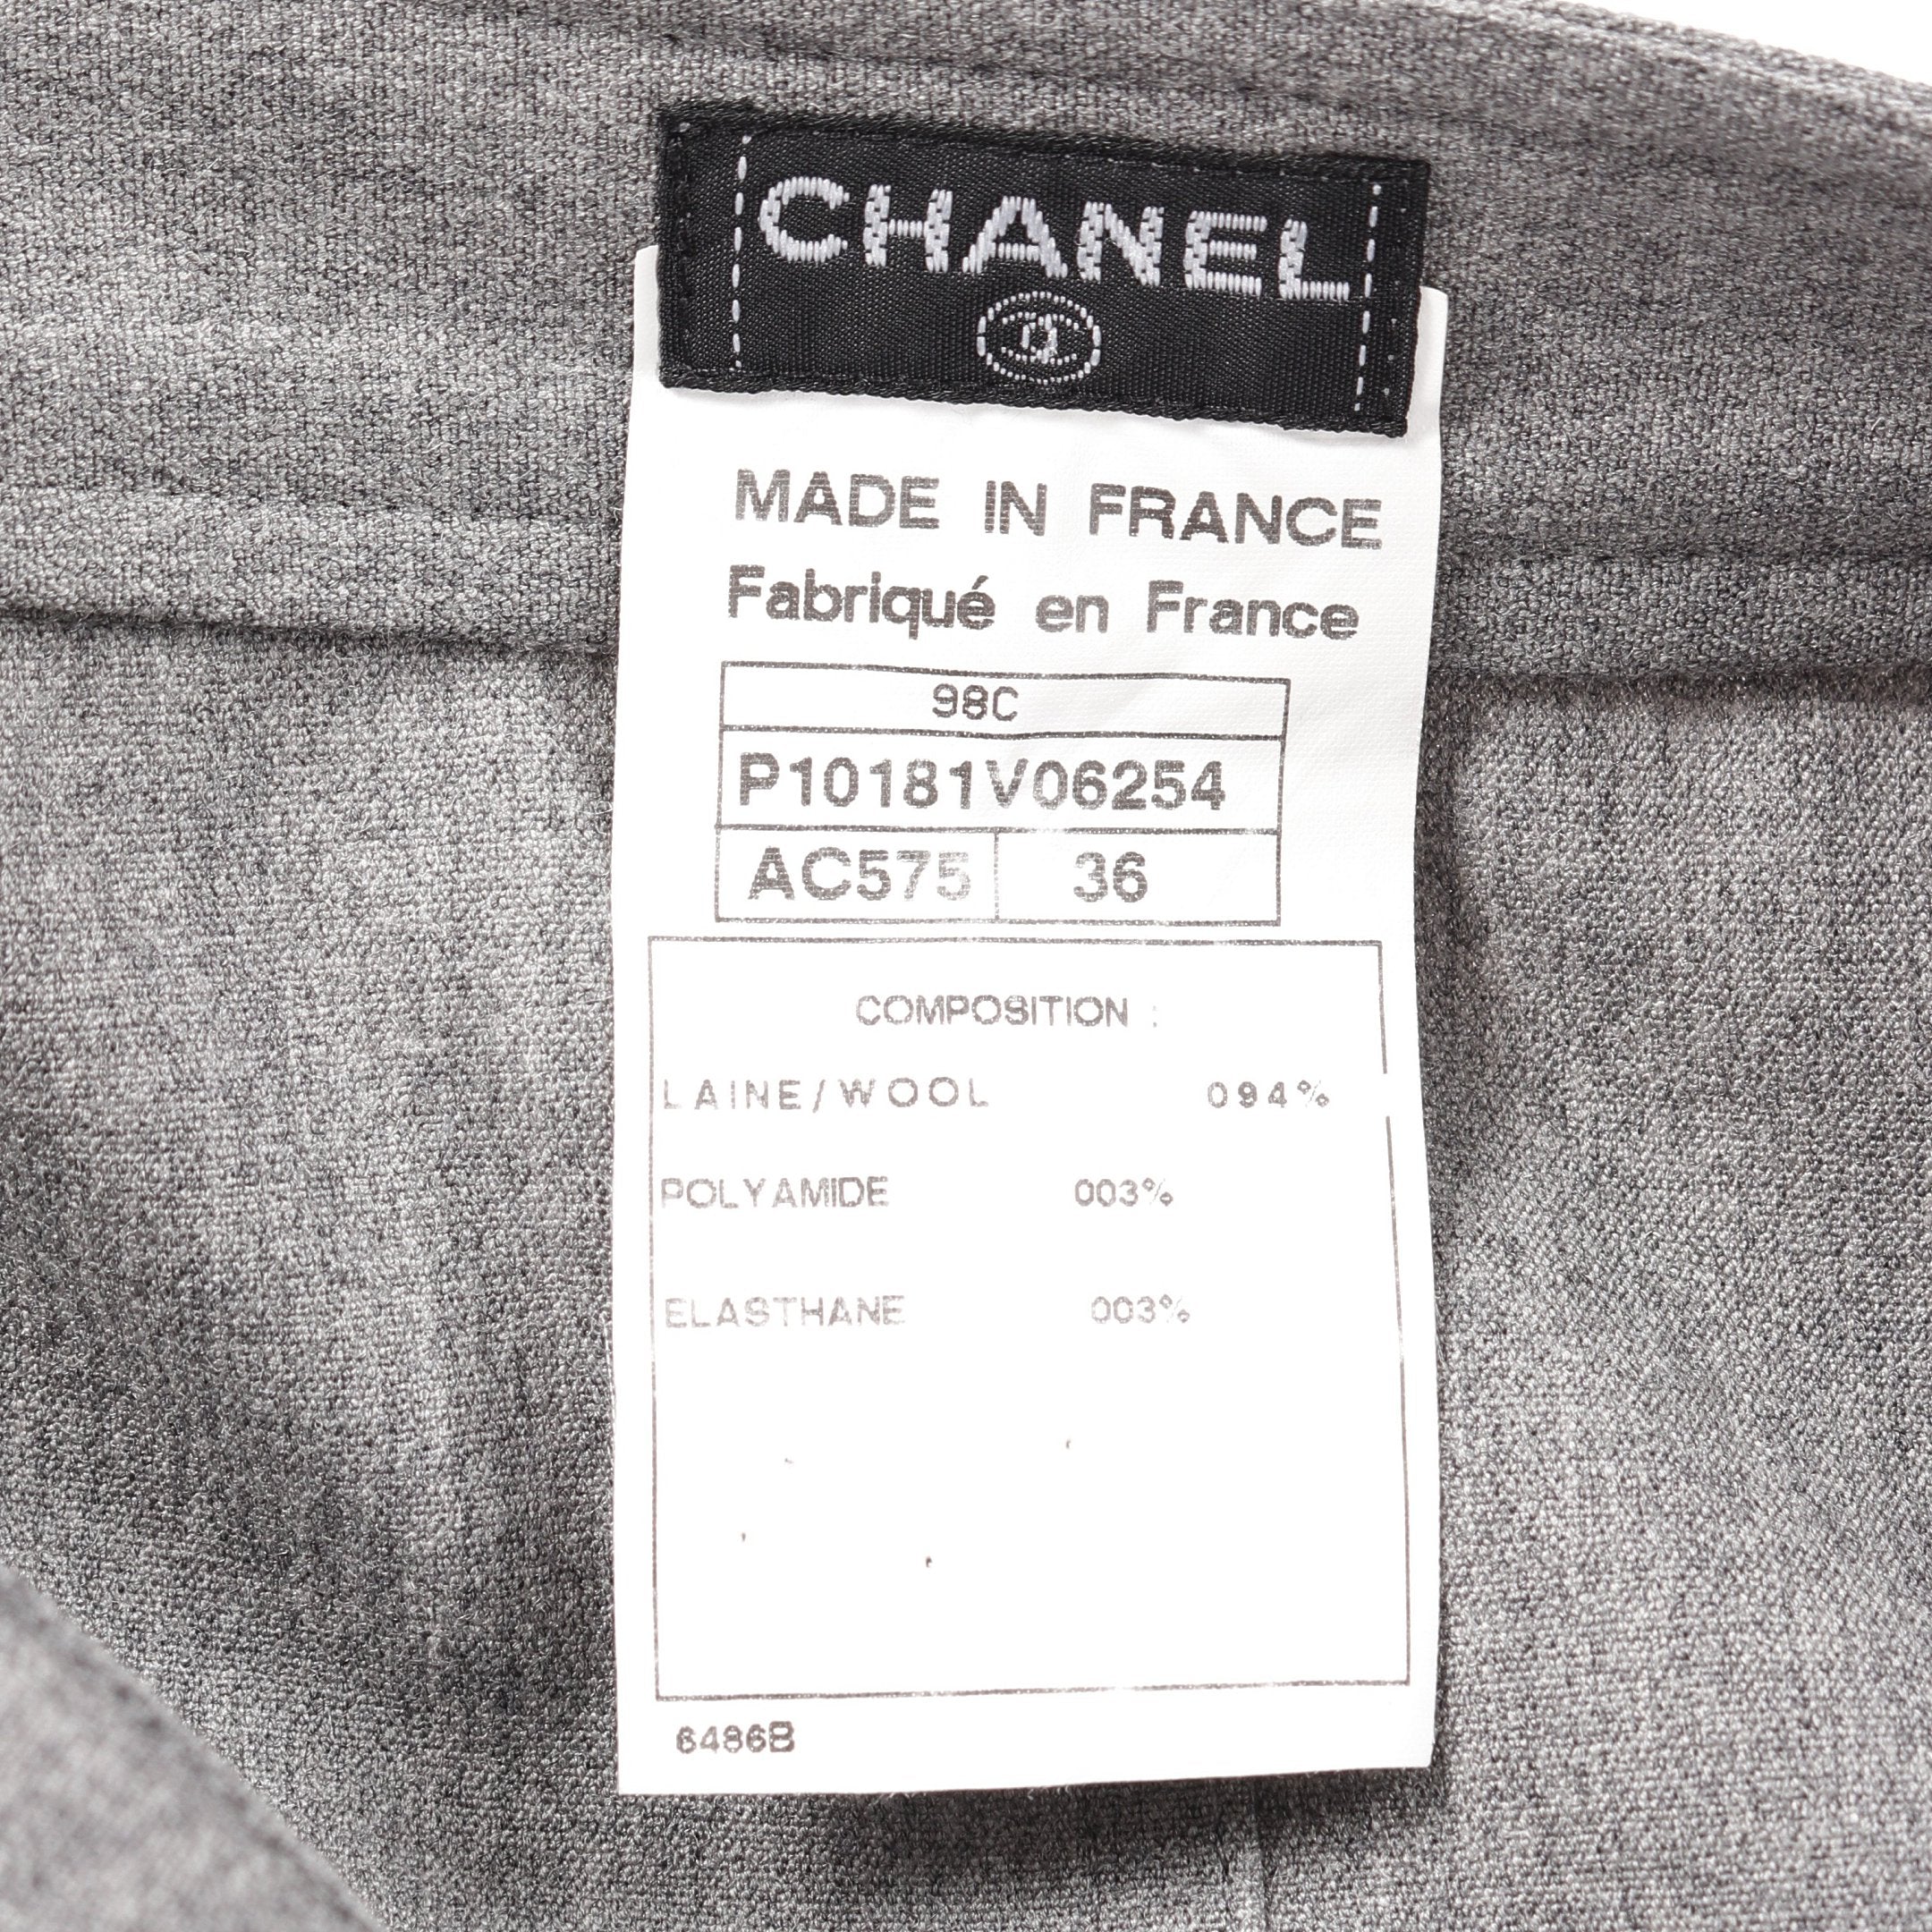 CHANEL
MADE IN FRANCE
Fabriqué en France
98C
P10181V06254
AC575 36
COMPOSITION :
LAINE/WOOL 094%
POLYAMIDE 003%
ELASTHANE 003%
6486B